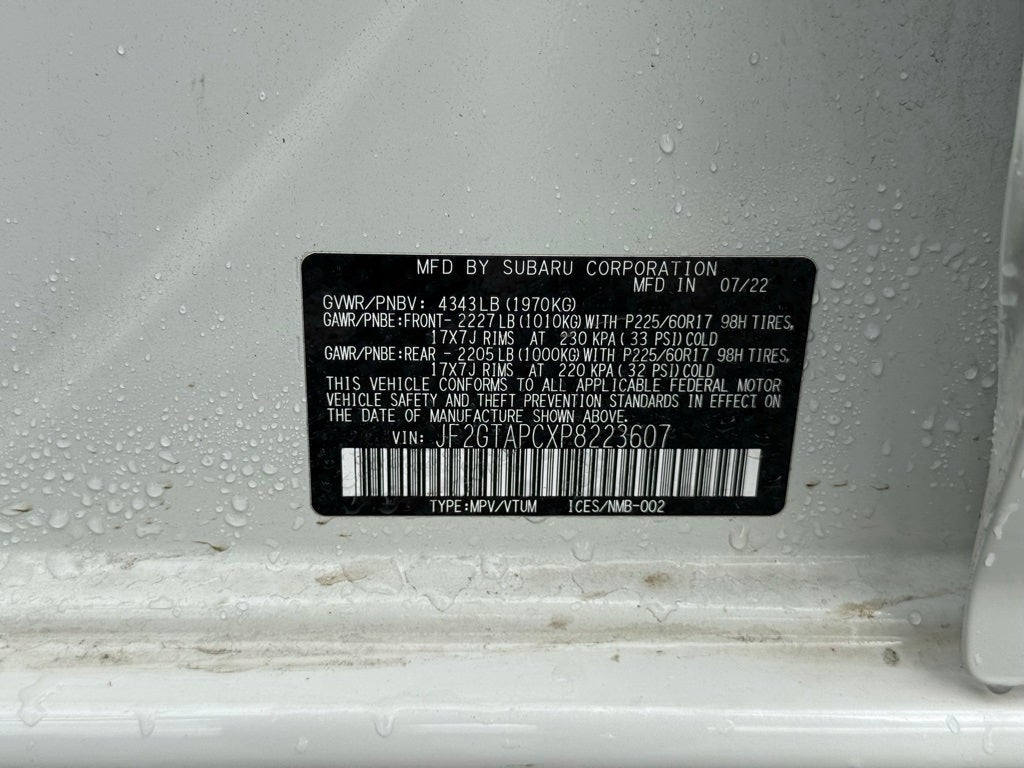 MFD BY SUBARU CORPORATION
MFD IN 07/22
GVWR/PNBV: 4343LB (1970KG)
GAWR/PNBE:FRONT- 2227LB (1010KG) WITH P225/60R17 98H TIRES,
17X7J RIMS AT 230 KPA ( 33 PSI) COLD
GAWR/PNBE:REAR - 2205LB (1000KG) WITH P225/60R17 98H TIRES,
17X7J RIMS AT 220 KPA ( 32 PSI) COLD
THIS VEHICLE CONFORMS TO ALL APPLICABLE FEDERAL MOTOR
VEHICLE SAFETY AND THEFT PREVENTION STANDARDS IN EFFECT ON
THE DATE OF MANUFACTURE SHOWN ABOVE.
VIN: JF2GTAPCXP8223607
TYPE:MPV/VTUM ICES/NMB-002